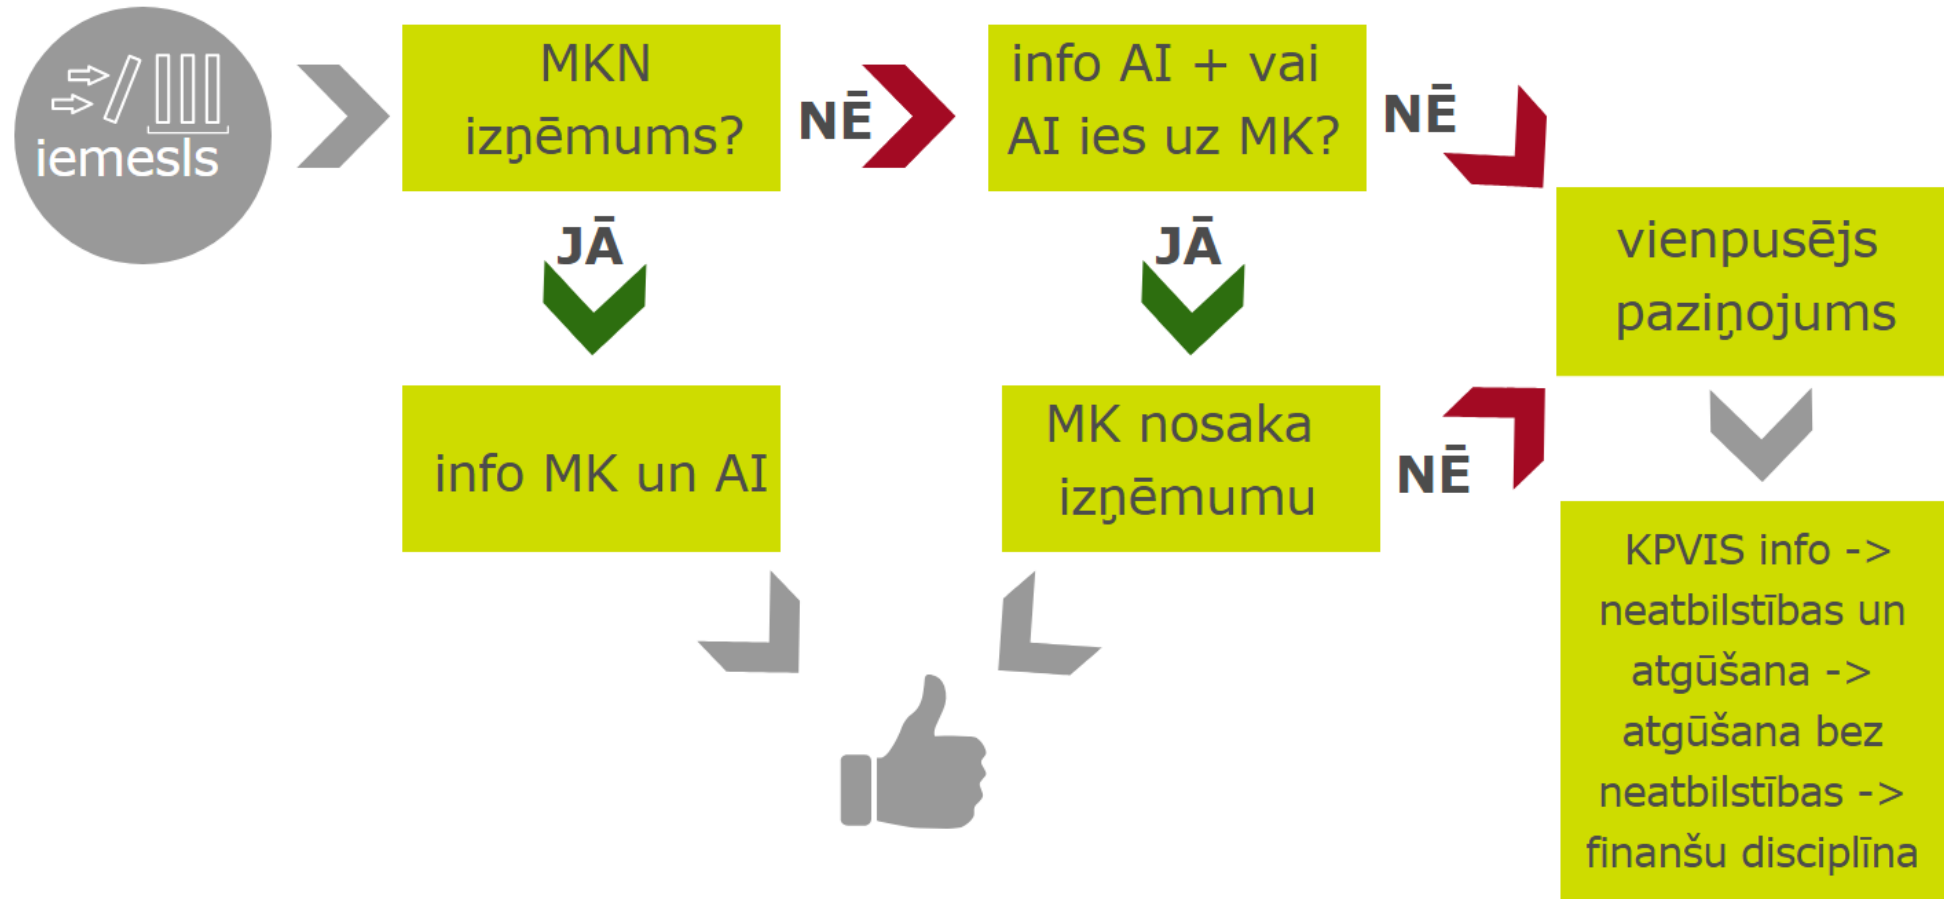 iemesls
MKN
izņēmums?
NĒ
info AI + vai
AI ies uz MK?
NĒ
JĀ
JĀ
vienpusējs
paziņojums
info MK un AI
MK nosaka
izņēmumu
NĒ
KPVIS info ->
neatbilstības un
atgūšana ->
atgūšana bez
neatbilstības ->
finanšu disciplīna